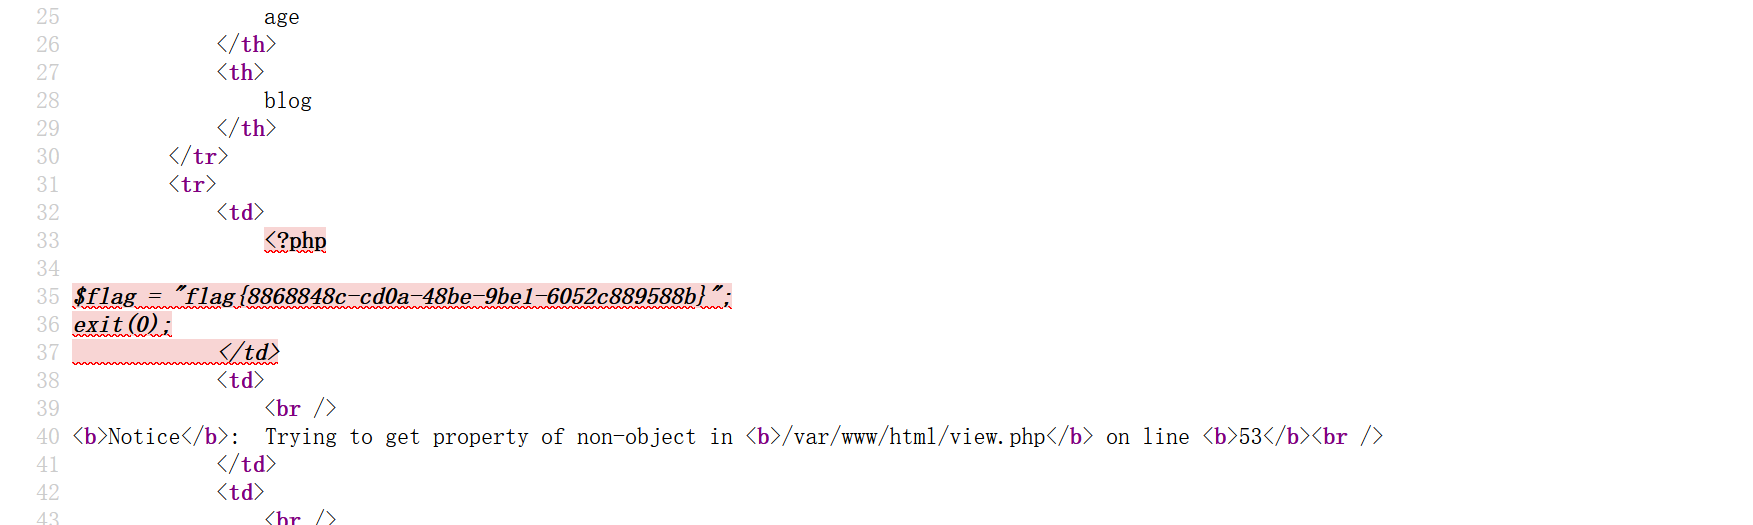 25 age
26 </th>
27 <th>
28 blog
29 </th>
30 </tr>
31 <tr>
32 <td>
33 <?php
34
35 $flag = "flag{8868848c-cd0a-48be-9be1-6052c889588b}";
36 exit(0);
37 </td>
38 <td>
39 <br />
40 <b>Notice</b>:  Trying to get property of non-object in <b>/var/www/html/view.php</b> on line <b>53</b><br />
41 </td>
42 <td>
43 <br />